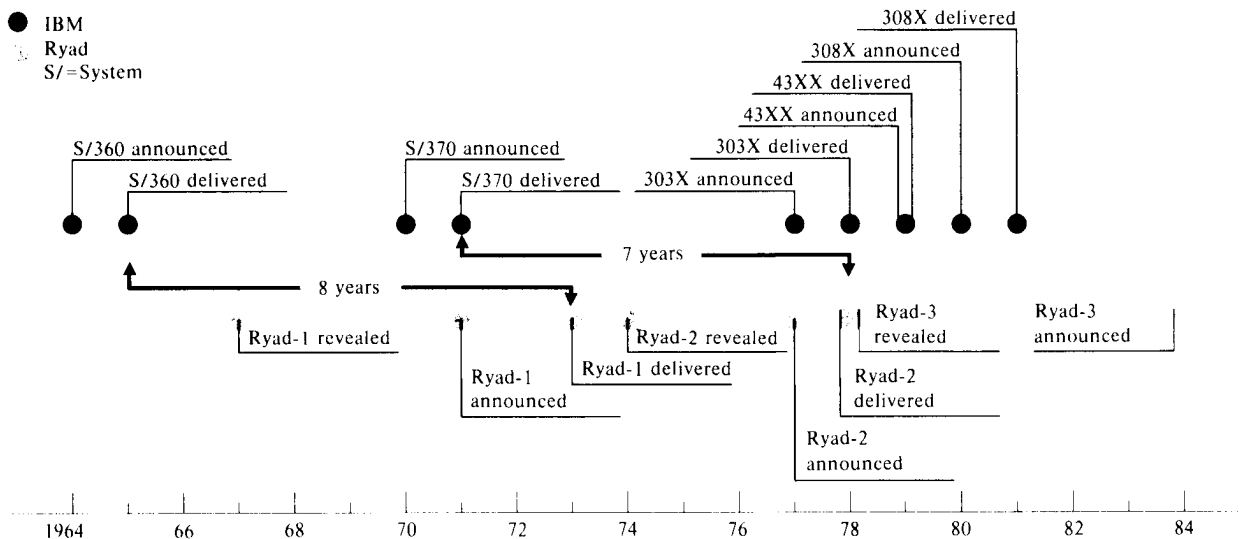 IBM
Ryad
S/=System
308X delivered
308X announced
43XX delivered
43XX announced
S/360 announced
S/370 announced
303X delivered
S/360 delivered
S/370 delivered
303X announced
7 years
8 years
Ryad-1 revealed
Ryad-2 revealed
Ryad-3
revealed
Ryad-3
announced
Ryad-1
announced
Ryad-1 delivered
Ryad-2
delivered
Ryad-2
announced
1964 66 68 70 72 74 76 78 80 82 84